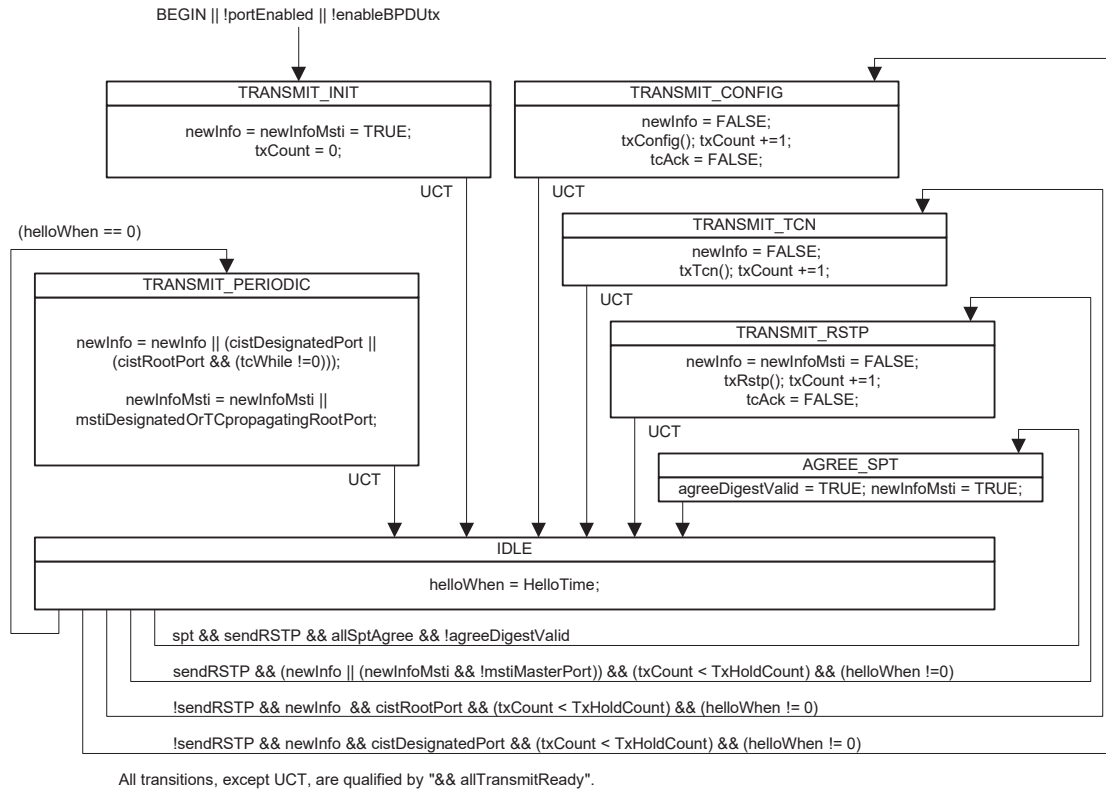 BEGIN || !portEnabled || !enableBPDUtx
TRANSMIT_INIT
newInfo = newInfoMsti = TRUE;
txCount = 0;
UCT
TRANSMIT_CONFIG
newInfo = FALSE;
txConfig(); txCount +=1;
tcAck = FALSE;
UCT
TRANSMIT_TCN
newInfo = FALSE;
txTcn(); txCount +=1;
UCT
(helloWhen == 0)
TRANSMIT_PERIODIC
newInfo = newInfo || (cistDesignatedPort ||
(cistRootPort && (tcWhile !=0)));
newInfoMsti = newInfoMsti ||
mstiDesignatedOrTCpropagatingRootPort;
UCT
TRANSMIT_RSTP
newInfo = newInfoMsti = FALSE;
txRstp(); txCount +=1;
tcAck = FALSE;
UCT
AGREE_SPT
agreeDigestValid = TRUE; newInfoMsti = TRUE;
IDLE
helloWhen = HelloTime;
spt && sendRSTP && allSptAgree && !agreeDigestValid
sendRSTP && (newInfo || (newInfoMsti && !mstiMasterPort)) && (txCount < TxHoldCount) && (helloWhen !=0)
!sendRSTP && newInfo && cistRootPort && (txCount < TxHoldCount) && (helloWhen != 0)
!sendRSTP && newInfo && cistDesignatedPort && (txCount < TxHoldCount) && (helloWhen != 0)
All transitions, except UCT, are qualified by "&& allTransmitReady".